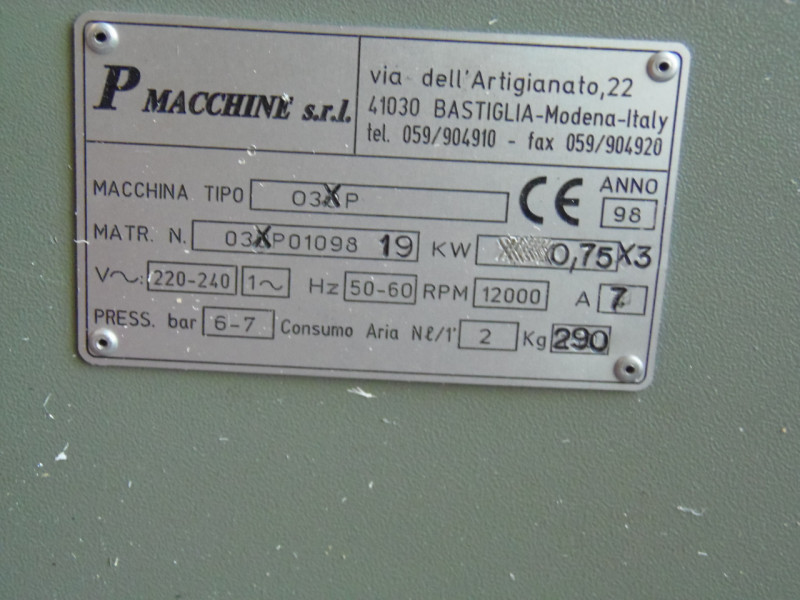 P MACCHINE s.r.l.
via dell'Artigianato,22
41030 BASTIGLIA-Modena-Italy
tel. 059/904910 - fax 059/904920
MACCHINA TIPO 03XP
CE ANNO 98
MATR. N. 03XP01098 19 KW 0,75X3
V~: 220-240 1~ Hz 50-60 RPM 12000 A 7
PRESS. bar 6-7 Consumo Aria Nℓ/1' 2 Kg 290